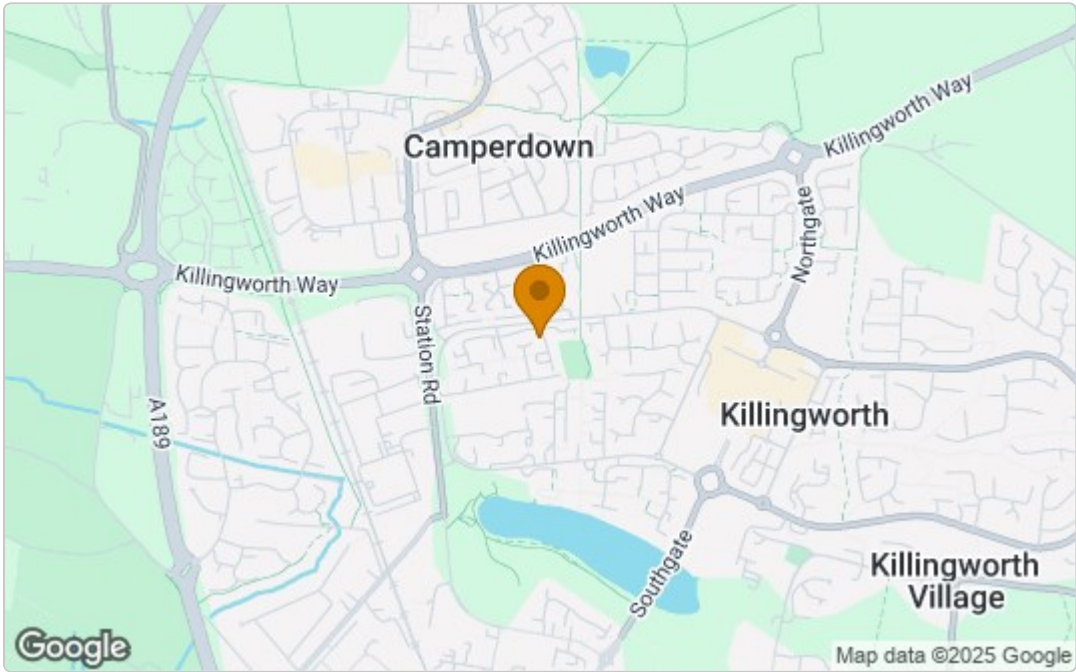 Killingworth Way
Camperdown
Killingworth Way
Northgate
Killingworth Way
Station Rd
A189
Killingworth
Southgate
Killingworth
Village
Google
Map data ©2025 Google